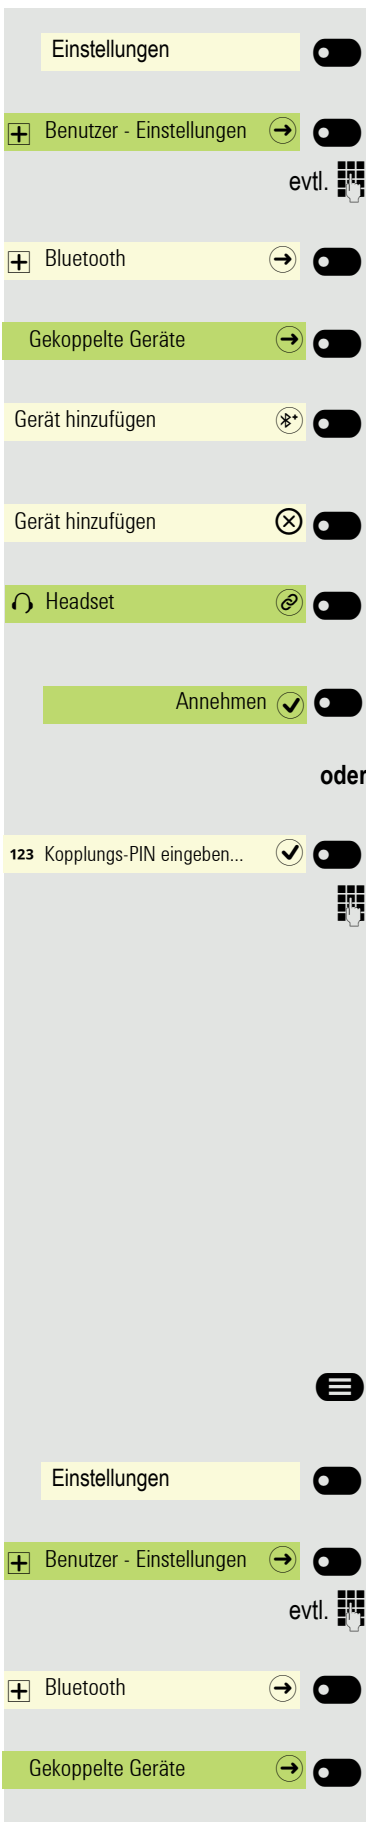 Einstellungen
Benutzer - Einstellungen
evtl.
Bluetooth
Gekoppelte Geräte
Gerät hinzufügen
Gerät hinzufügen
Headset
Annehmen
oder
123 Kopplungs-PIN eingeben...
Einstellungen
Benutzer - Einstellungen
evtl.
Bluetooth
Gekoppelte Geräte